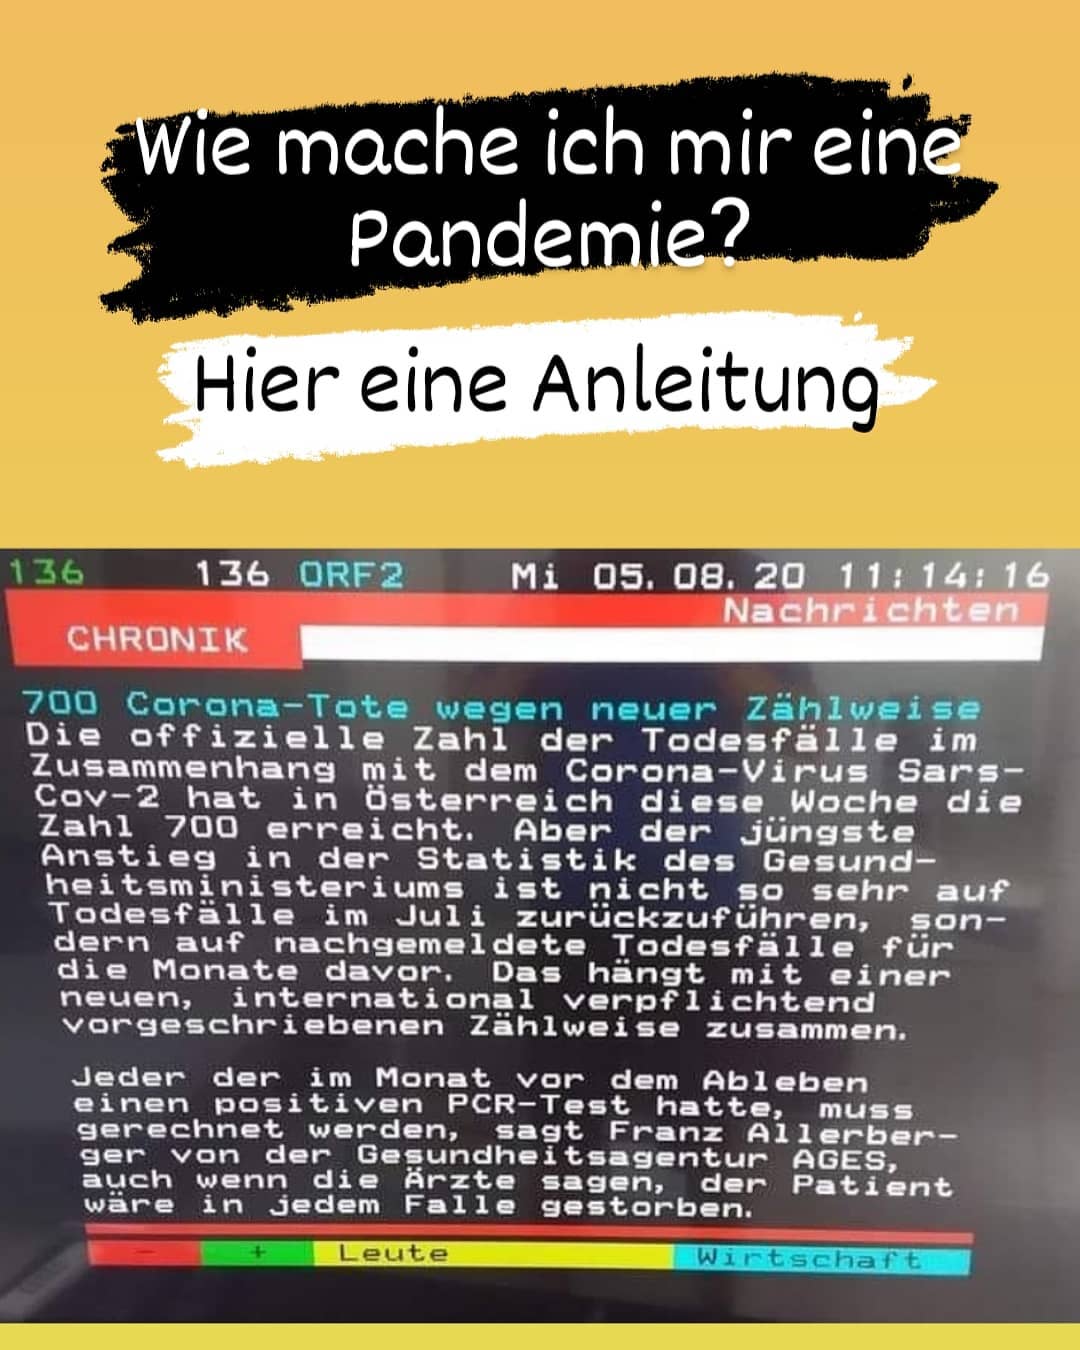 Wie mache ich mir eine
Pandemie?
Hier eine Anleitung
136 136 ORF2 Mi 05.08.20 11:14:16
Nachrichten
CHRONIK
700 Corona-Tote wegen neuer Zählweise
Die offizielle Zahl der Todesfälle im
Zusammenhang mit dem Corona-Virus Sars-
Cov-2 hat in Österreich diese Woche die
Zahl 700 erreicht. Aber der jüngste
Anstieg in der Statistik des Gesund-
heitsministeriums ist nicht so sehr auf
Todesfälle im Juli zurückzuführen, son-
dern auf nachgemeldete Todesfälle für
die Monate davor. Das hängt mit einer
neuen, international verpflichtend
vorgeschriebenen Zählweise zusammen.
Jeder der im Monat vor dem Ableben
einen positiven PCR-Test hatte, muss
gerechnet werden, sagt Franz Allerber-
ger von der Gesundheitsagentur AGES,
auch wenn die Ärzte sagen, der Patient
wäre in jedem Falle gestorben.
- + Leute Wirtschaft